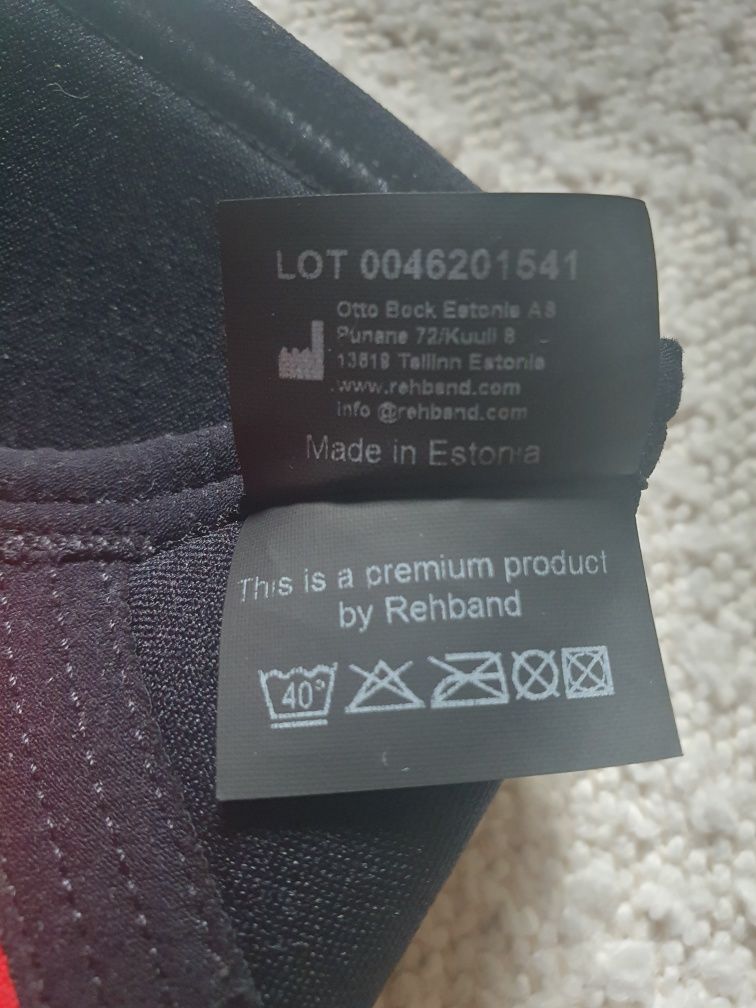 LOT 0046201541
Otto Bock Estonia AS
Punane 72/Kuuli 8
13619 Tallinn Estonia
www.rehband.com
info @rehband.com
Made in Estonia
This is a premium product
by Rehband
40°